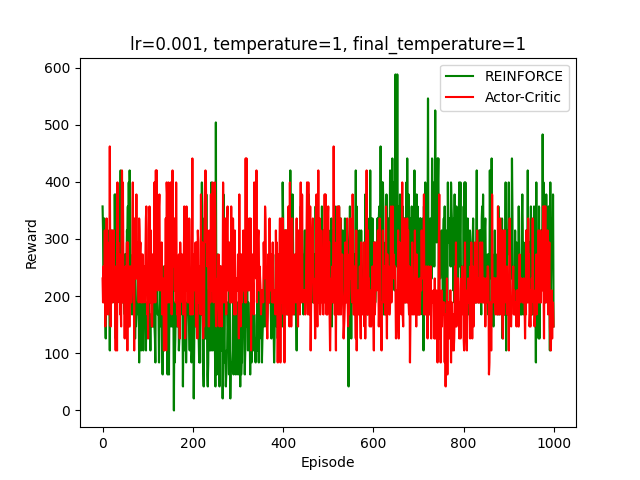 lr=0.001, temperature=1, final_temperature=1
REINFORCE
Actor-Critic
Reward
600
500
400
300
200
100
0
0 200 400 600 800 1000
Episode